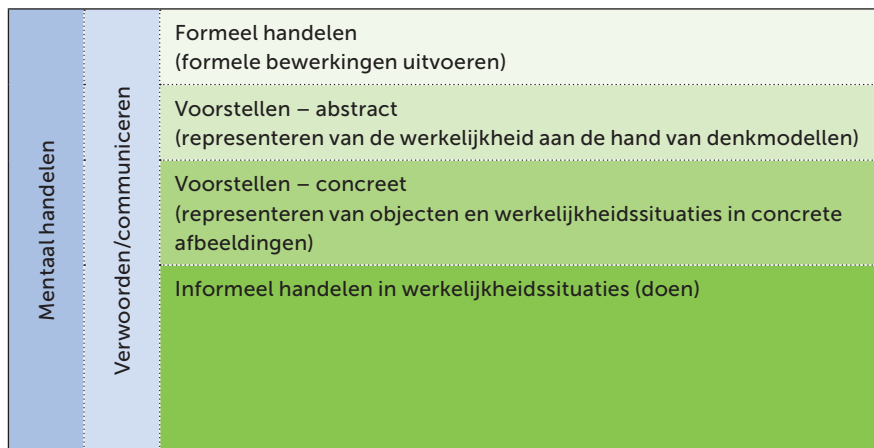 Mentaal handelen
Verwoorden/communiceren
Formeel handelen
(formele bewerkingen uitvoeren)
Voorstellen – abstract
(representeren van de werkelijkheid aan de hand van denkmodellen)
Voorstellen – concreet
(representeren van objecten en werkelijkheidssituaties in concrete
afbeeldingen)
Informeel handelen in werkelijkheidssituaties (doen)